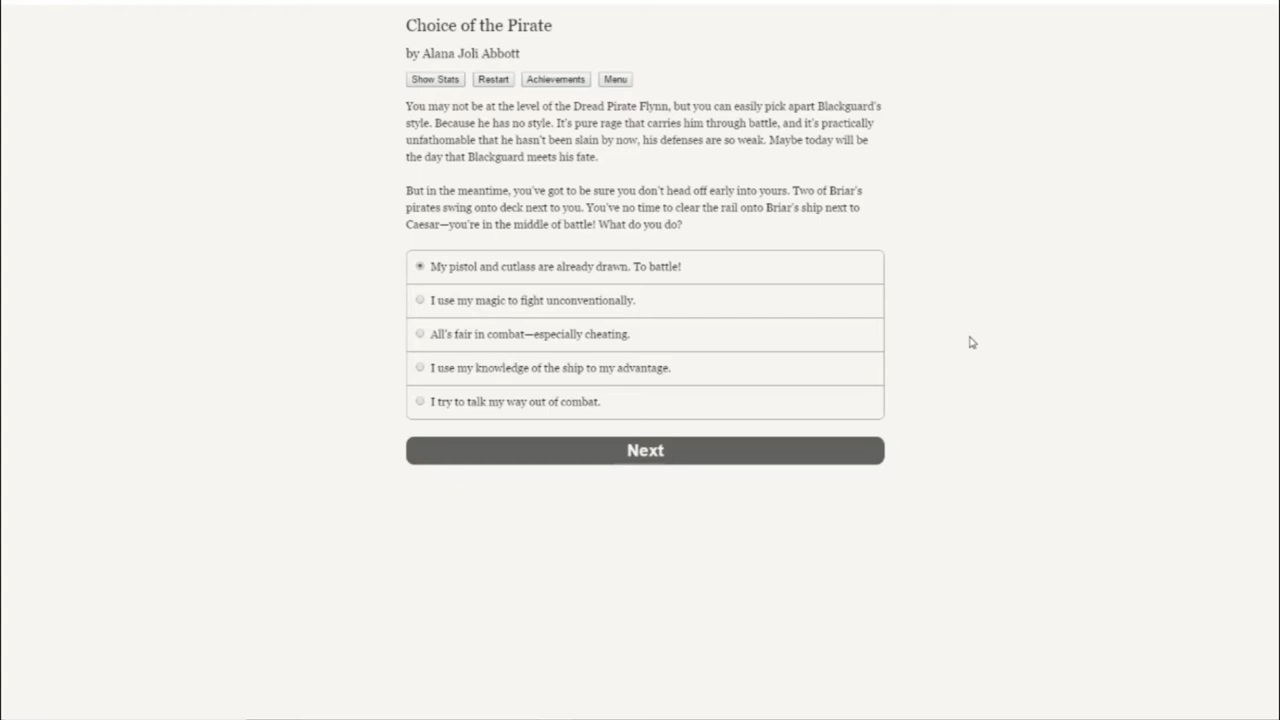 Choice of the Pirate
by Alana Joli Abbott
Show Stats Restart Achievements Menu
You may not be at the level of the Dread Pirate Flynn, but you can easily pick apart Blackguard's
style. Because he has no style. It's pure rage that carries him through battle, and it's practically
unfathomable that he hasn't been slain by now, his defenses are so weak. Maybe today will be
the day that Blackguard meets his fate.
But in the meantime, you've got to be sure you don't head off early into yours. Two of Briar's
pirates swing onto deck next to you. You've no time to clear the rail onto Briar's ship next to
Caesar—you're in the middle of battle! What do you do?
My pistol and cutlass are already drawn. To battle!
I use my magic to fight unconventionally.
All's fair in combat—especially cheating.
I use my knowledge of the ship to my advantage.
I try to talk my way out of combat.
Next